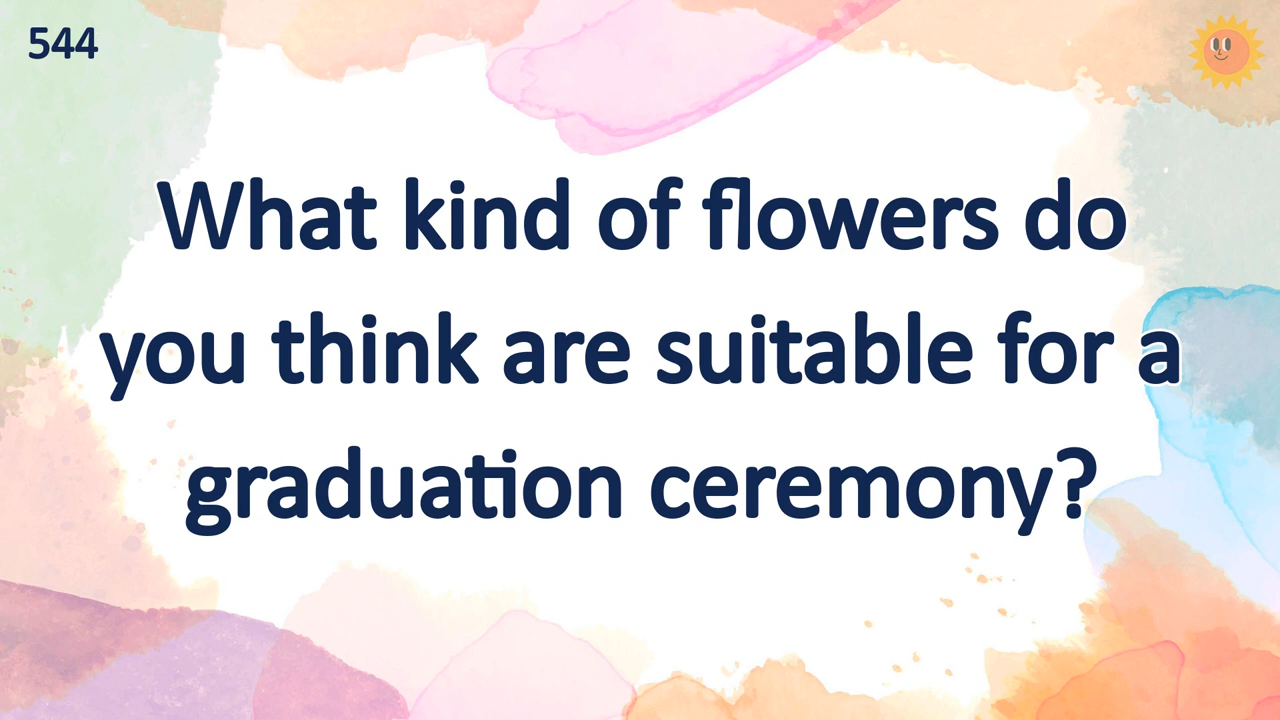 544
What kind of flowers do
you think are suitable for a
graduation ceremony?